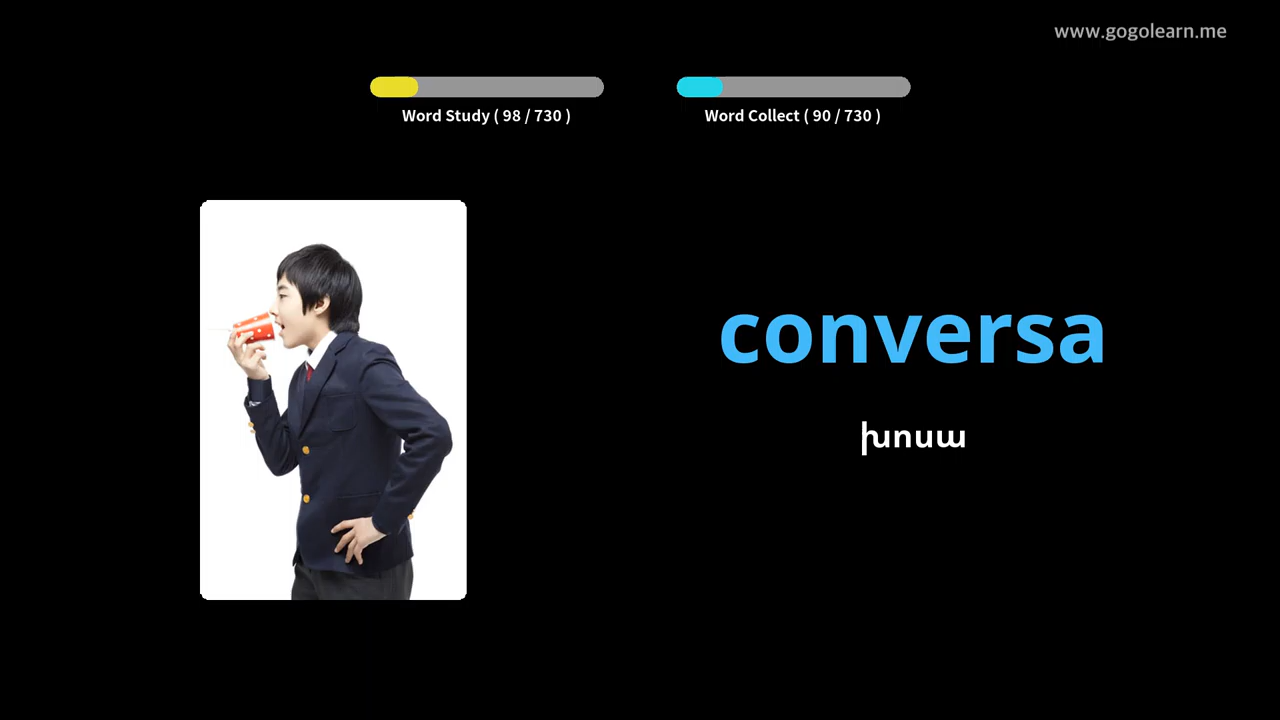 www.gogolearn.me
Word Study ( 98 / 730 )
Word Collect ( 90 / 730 )
conversa
խոսա